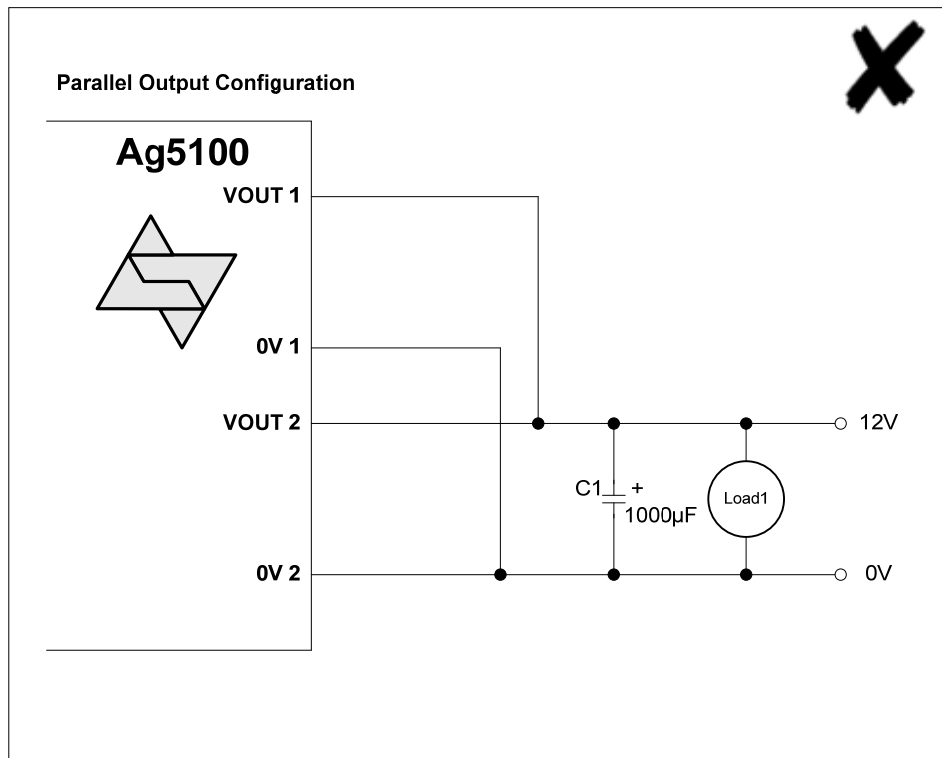 Parallel Output Configuration
Ag5100
VOUT 1
0V 1
VOUT 2
12V
C1
+
1000µF
Load1
0V 2
0V